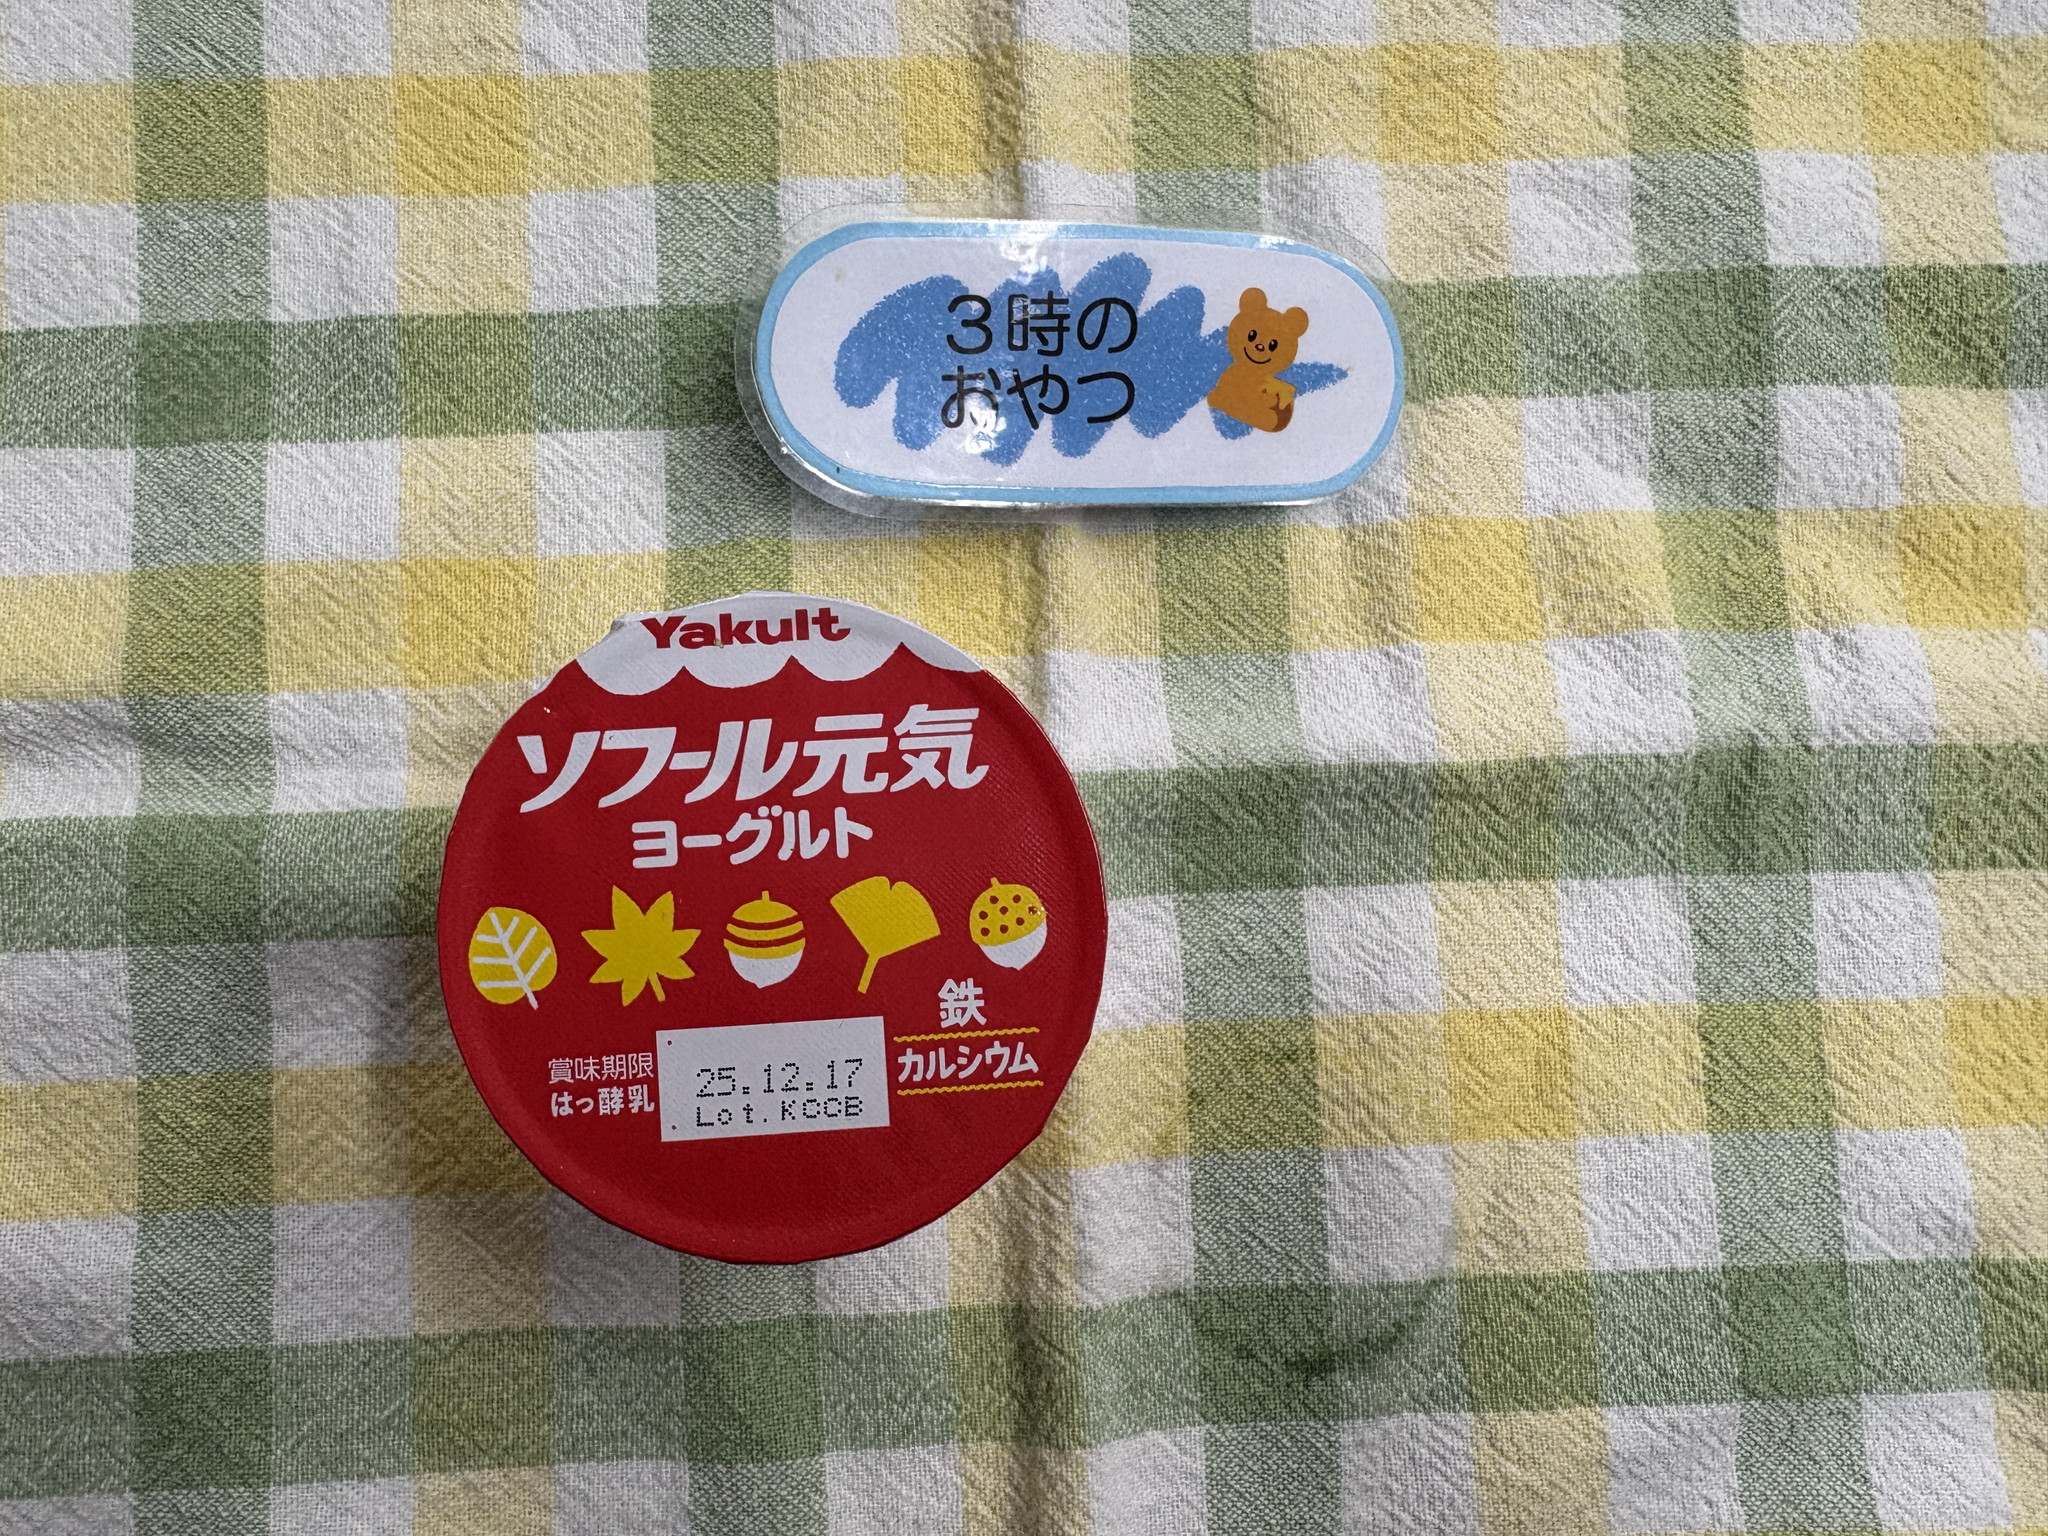 ３時の
おやつ
Yakult
ソフール元気
ヨーグルト
鉄
カルシウム
賞味期限
はっ酵乳
25.12.17
Lot.KCCB